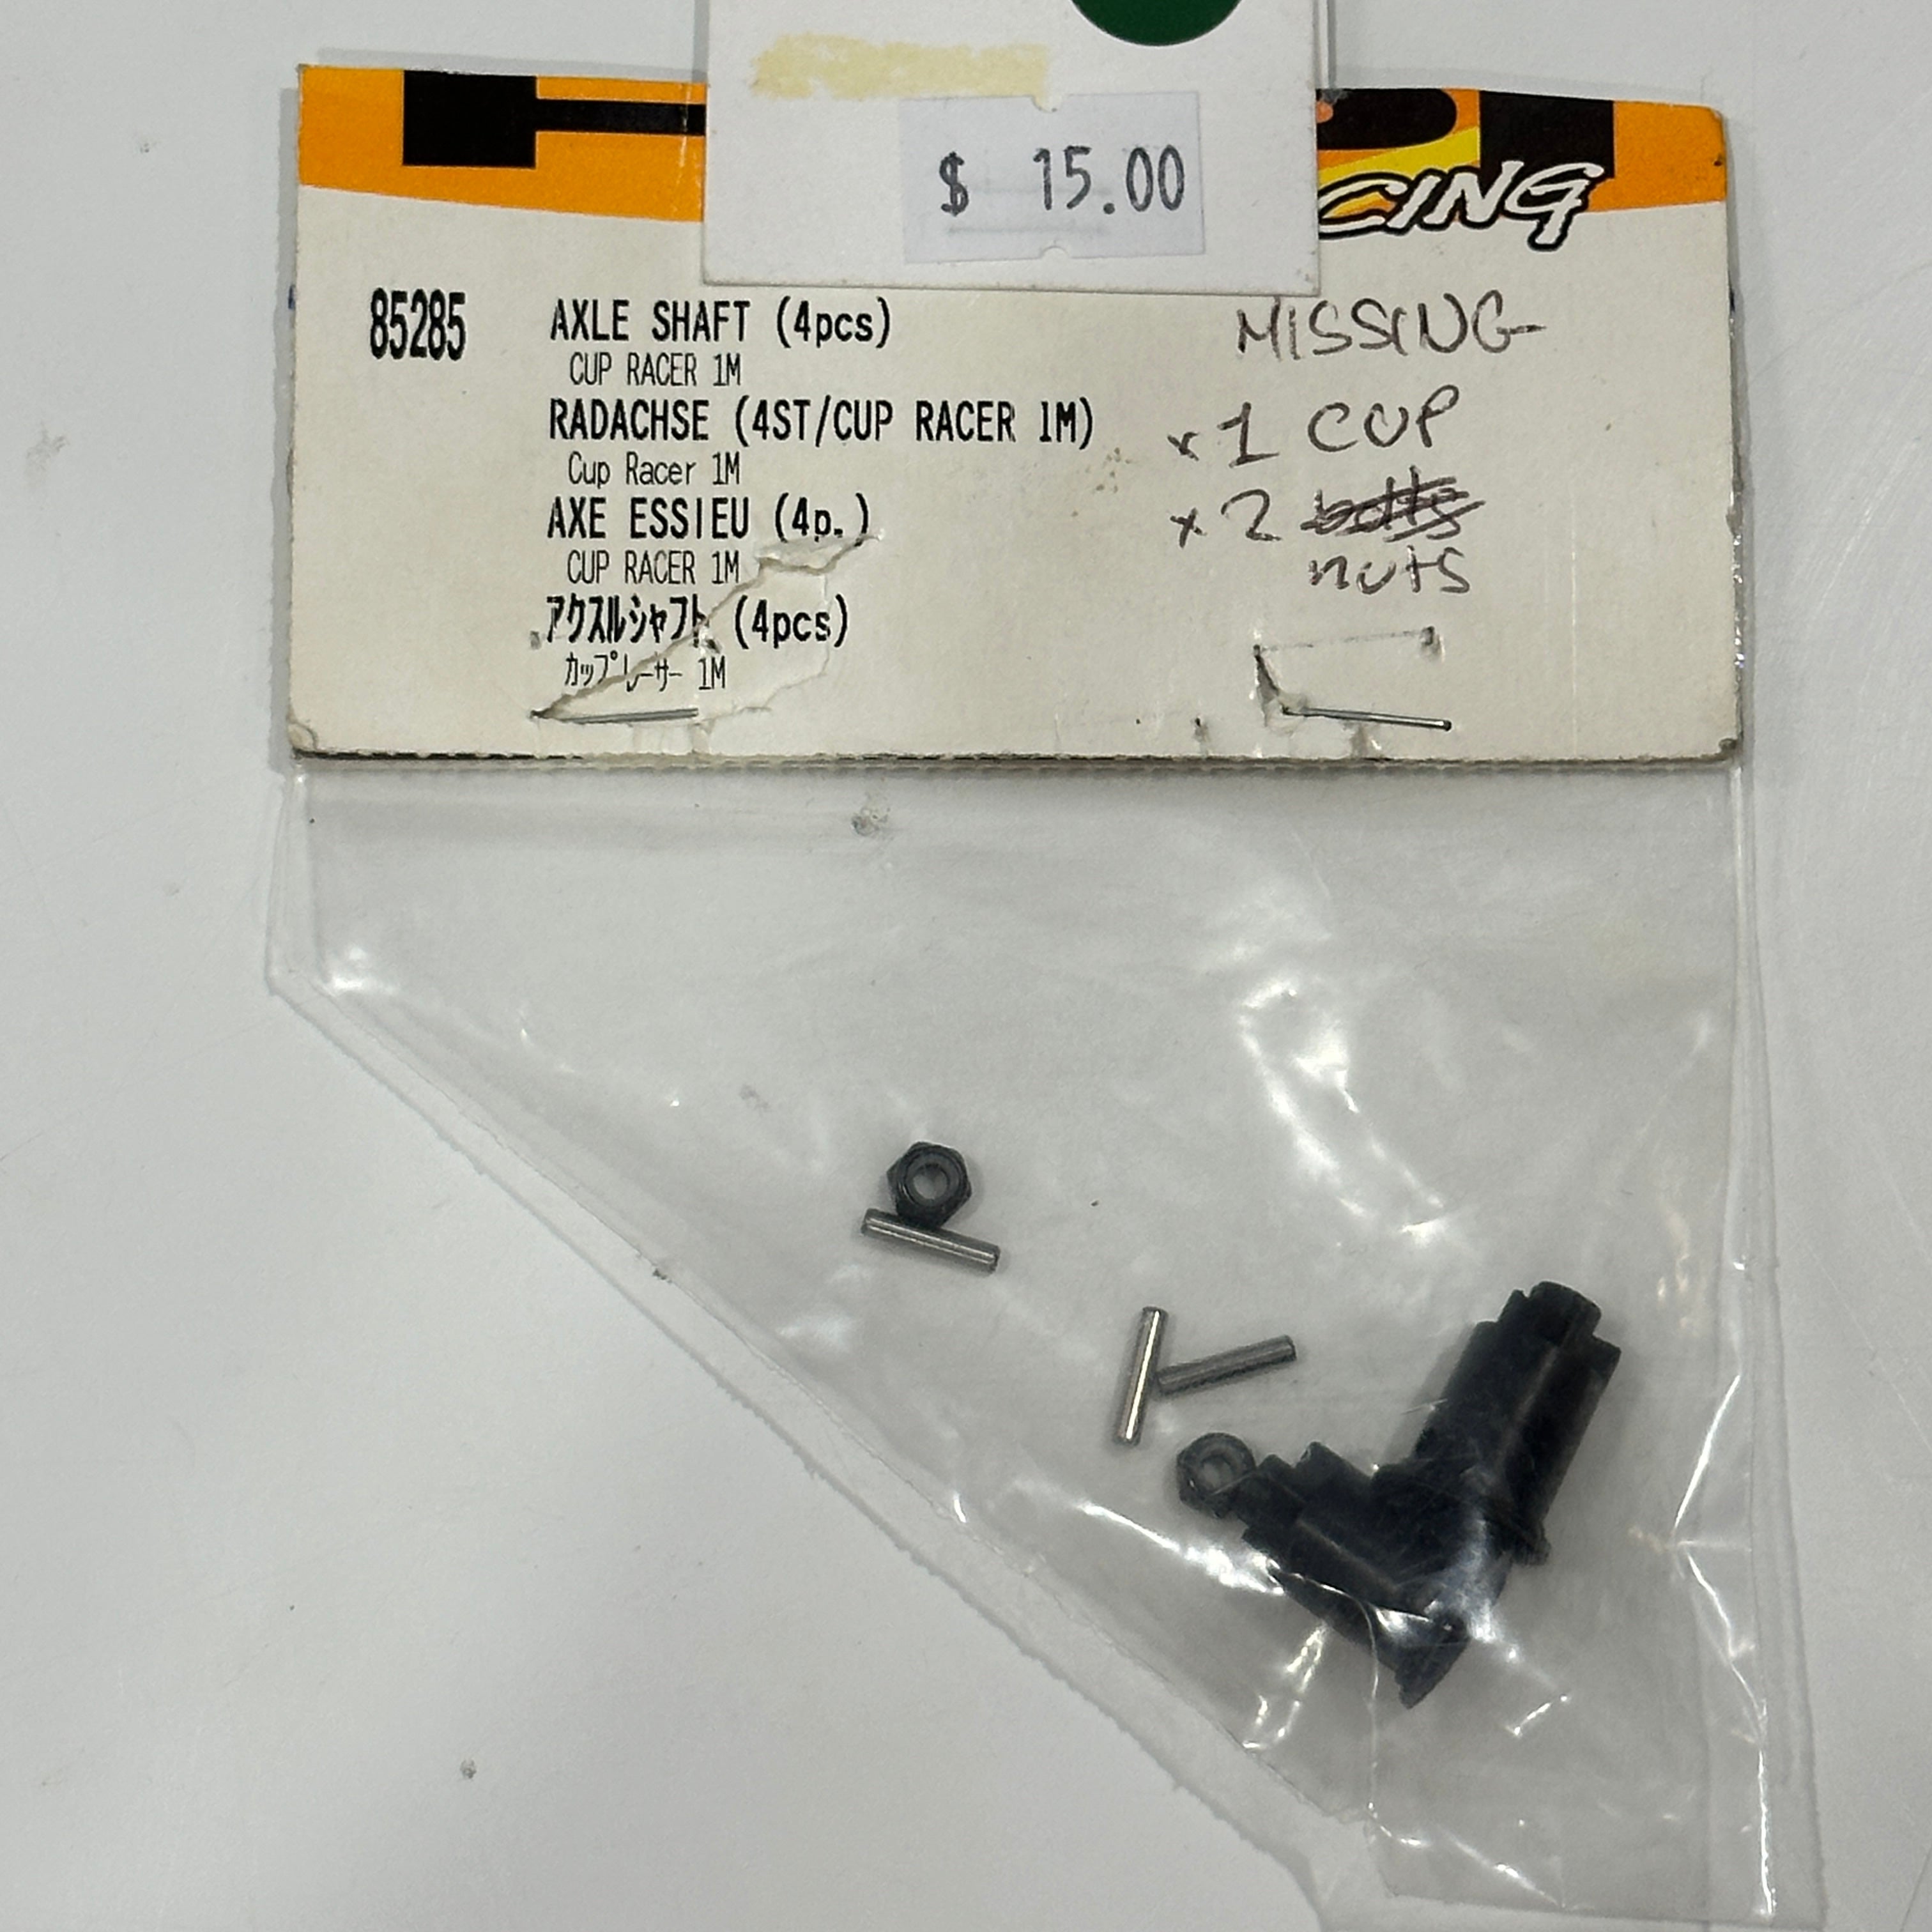 $ 15.00
CING
85285 AXLE SHAFT (4pcs)
CUP RACER 1M
RADACHSE (4ST/CUP RACER 1M)
Cup Racer 1M
AXE ESSIEU (4p.)
CUP RACER 1M
アクスルシャフト (4pcs)
カップレーサー 1M
MISSING
x 1 CUP
x 2 bolts
nuts